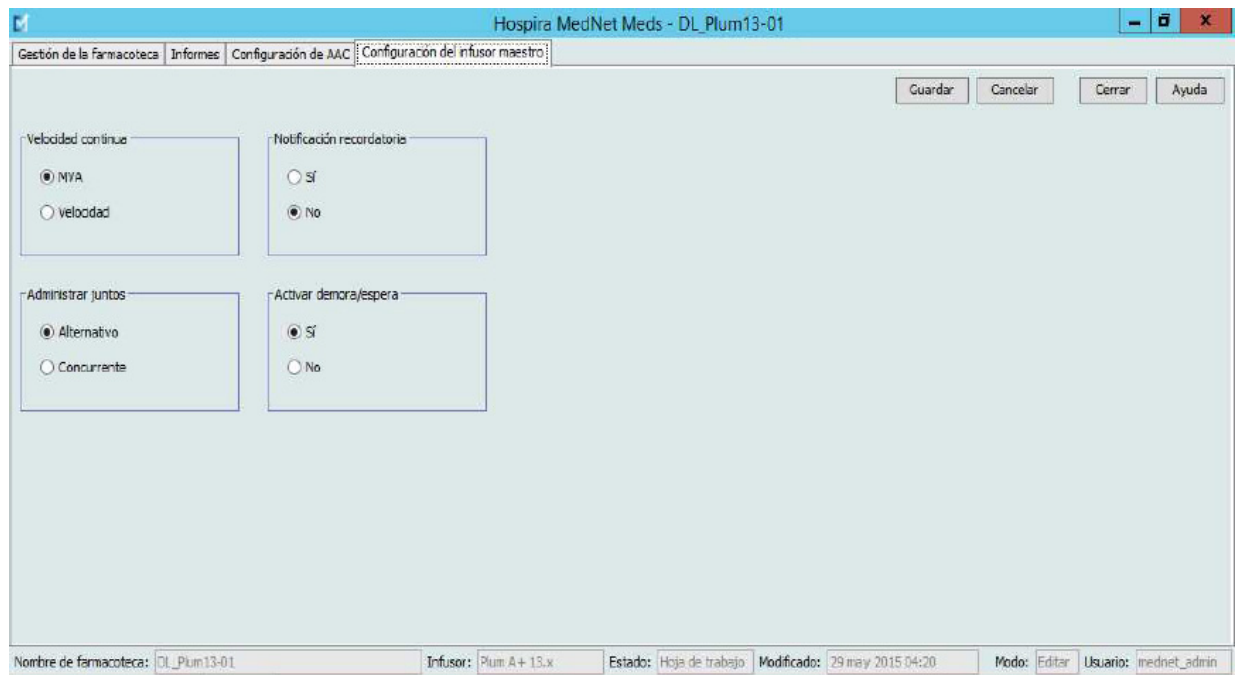 Hospira MedNet Meds - DL_Plum13-01
Gestión de la farmacoteca Informes Configuración de AAC Configuración del infusor maestro
Guardar Cancelar Cerrar Ayuda
Velocidad continua Notificación recordatoria
MVA Sí
Velocidad No
Administrar juntos Activar demora/espera
Alternativo Sí
Concurrente No
Nombre de farmacoteca: DL_Plum13-01 Infusor: Plum A+ 13.x Estado: Hoja de trabajo Modificado: 29 may 2015 04:20 Modo: Editar Usuario: mednet_admin